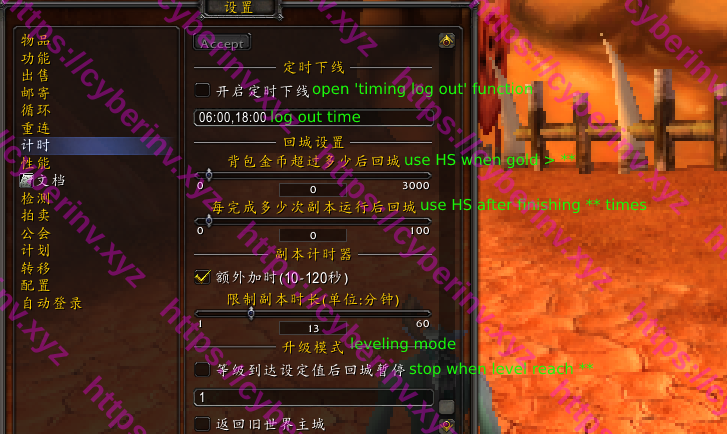 设置
物品
功能
出售
邮寄
循环
重连
计时
性能
文档
检测
拍卖
公会
计划
转移
配置
自动登录
Accept
定时下线
开启定时下线 open 'timing log out' function
06:00,18:00 log out time
回城设置
背包金币超过多少后回城 use HS when gold > **
0 0 3000
每完成多少次副本运行后回城 use HS after finishing ** times
0 0 100
副本计时器
额外加时(10-120秒)
限制副本时长(单位:分钟)
1 13 60
升级模式 leveling mode
等级到达设定值后回城暂停 stop when level reach **
1
返回旧世界主城
https://cyberinv.xyz